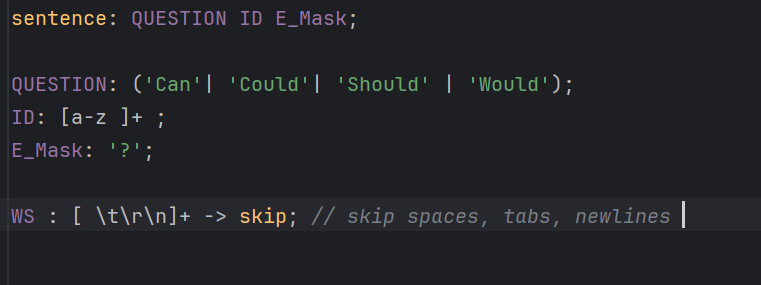 sentence: QUESTION ID E_Mask;
QUESTION: ('Can'| 'Could'| 'Should' | 'Would');
ID: [a-z ]+ ;
E_Mask: '?';
WS : [ \t\r\n]+ -> skip; // skip spaces, tabs, newlines